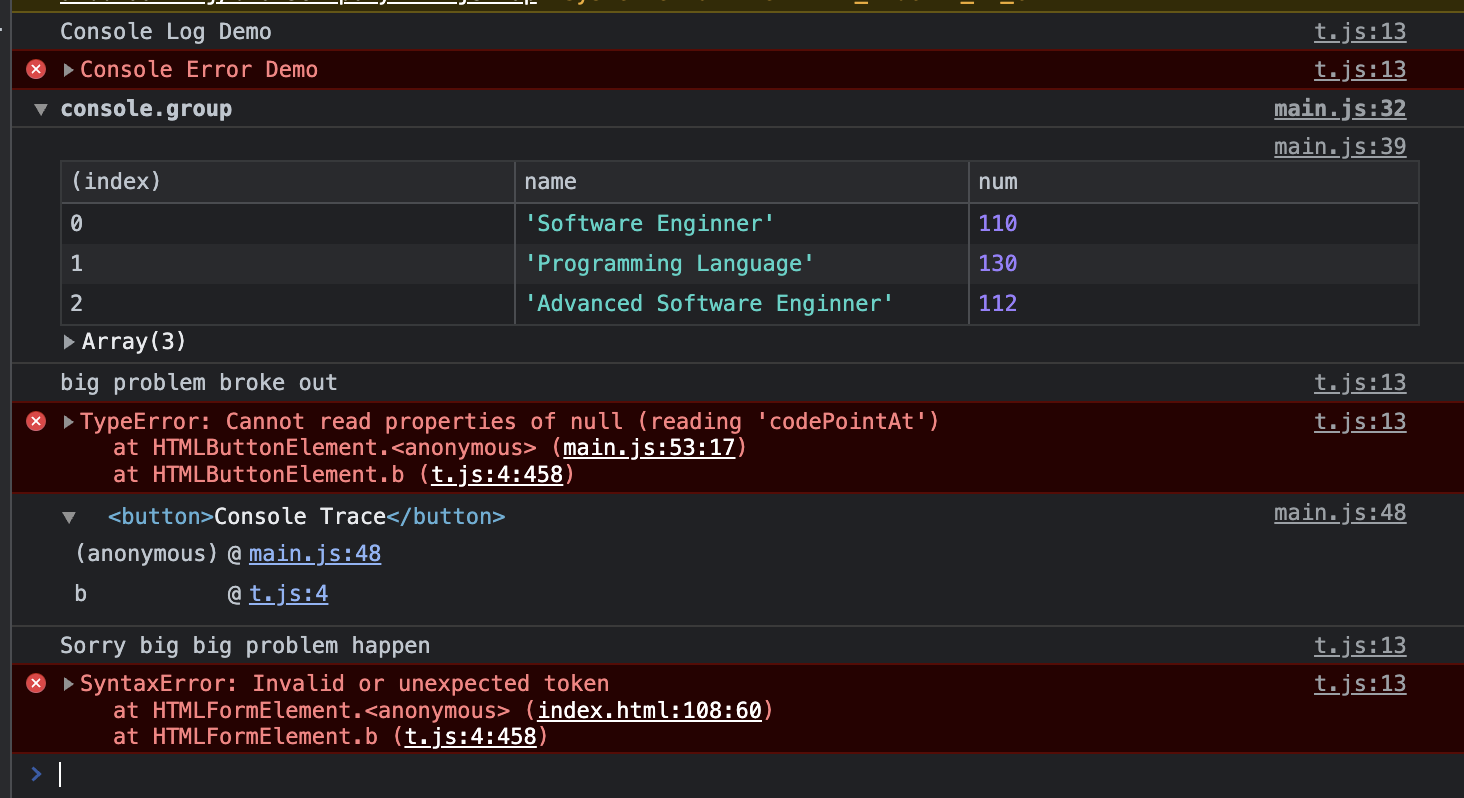 Console Log Demo t.js:13
Console Error Demo t.js:13
console.group main.js:32
main.js:39
(index) name num
0 'Software Enginner' 110
1 'Programming Language' 130
2 'Advanced Software Enginner' 112
Array(3)
big problem broke out t.js:13
TypeError: Cannot read properties of null (reading 'codePointAt') t.js:13
at HTMLButtonElement.<anonymous> (main.js:53:17)
at HTMLButtonElement.b (t.js:4:458)
<button>Console Trace</button> main.js:48
(anonymous) @ main.js:48
b @ t.js:4
Sorry big big problem happen t.js:13
SyntaxError: Invalid or unexpected token t.js:13
at HTMLFormElement.<anonymous> (index.html:108:60)
at HTMLFormElement.b (t.js:4:458)